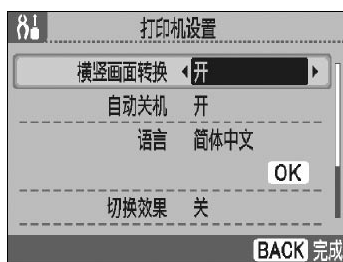 打印机设置
横竖画面转换 开
自动关机 开
语言 简体中文
OK
切换效果 关
BACK 完成